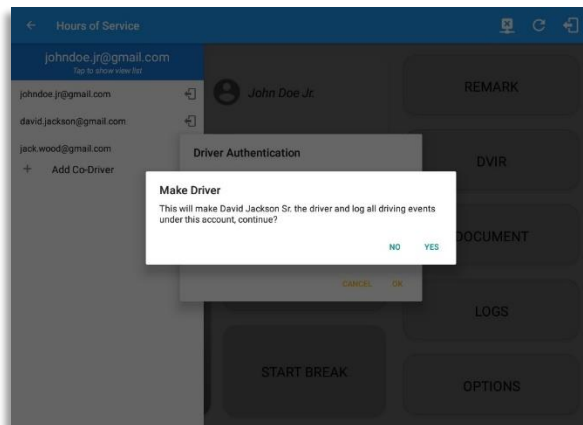 Hours of Service
johndoe.jr@gmail.com
Tap to show view list
johndoe.jr@gmail.com
david.jackson@gmail.com
jack.wood@gmail.com
+ Add Co-Driver
John Doe Jr.
REMARK
DVIR
DOCUMENT
LOGS
OPTIONS
START BREAK
Driver Authentication
CANCEL OK
Make Driver
This will make David Jackson Sr. the driver and log all driving events
under this account, continue?
NO YES